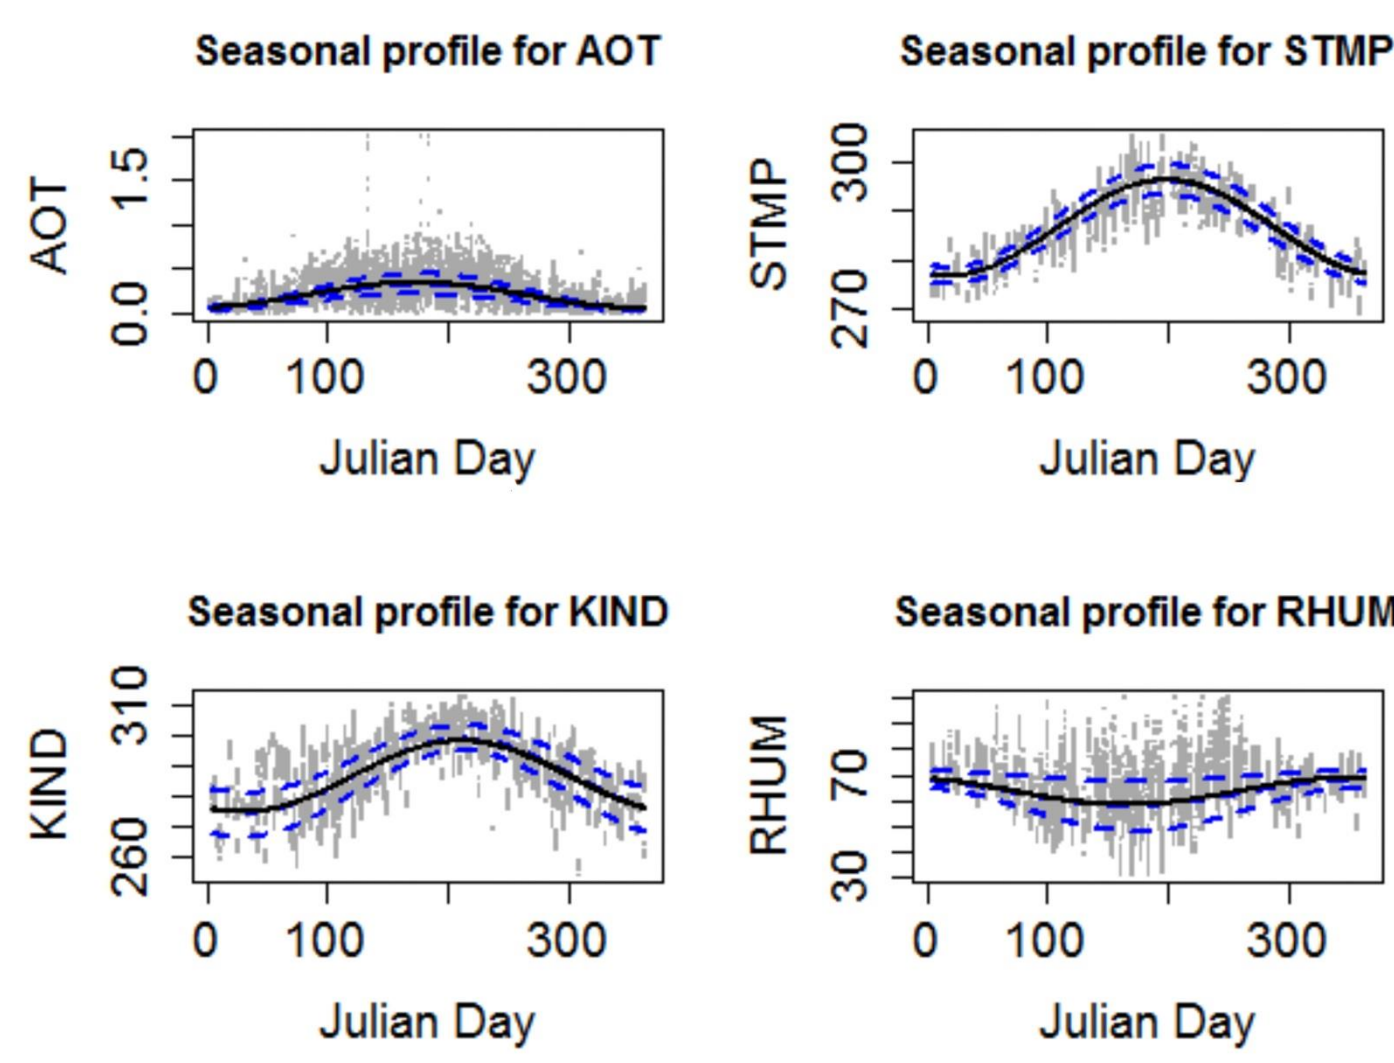 Seasonal profile for AOT
AOT
1.5
0.0
0 100 300
Julian Day
Seasonal profile for STMP
STMP
300
270
0 100 300
Julian Day
Seasonal profile for KIND
KIND
310
260
0 100 300
Julian Day
Seasonal profile for RHUM
RHUM
70
30
0 100 300
Julian Day